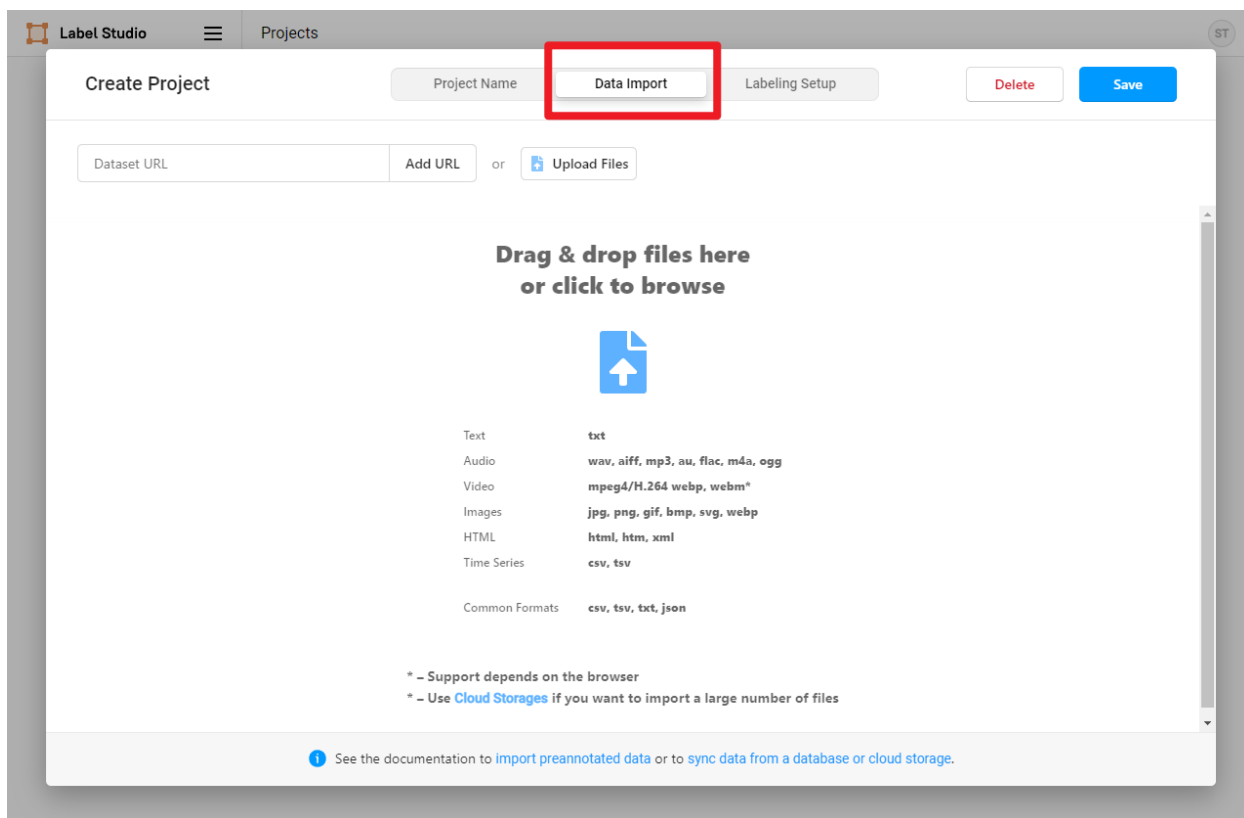 Label Studio
Projects
ST
Create Project
Project Name
Data Import
Labeling Setup
Delete
Save
Dataset URL
Add URL
or
Upload Files
Drag & drop files here
or click to browse
Text txt
Audio wav, aiff, mp3, au, flac, m4a, ogg
Video mpeg4/H.264 webp, webm*
Images jpg, png, gif, bmp, svg, webp
HTML html, htm, xml
Time Series csv, tsv
Common Formats csv, tsv, txt, json
* – Support depends on the browser
* – Use Cloud Storages if you want to import a large number of files
See the documentation to import preannotated data or to sync data from a database or cloud storage.